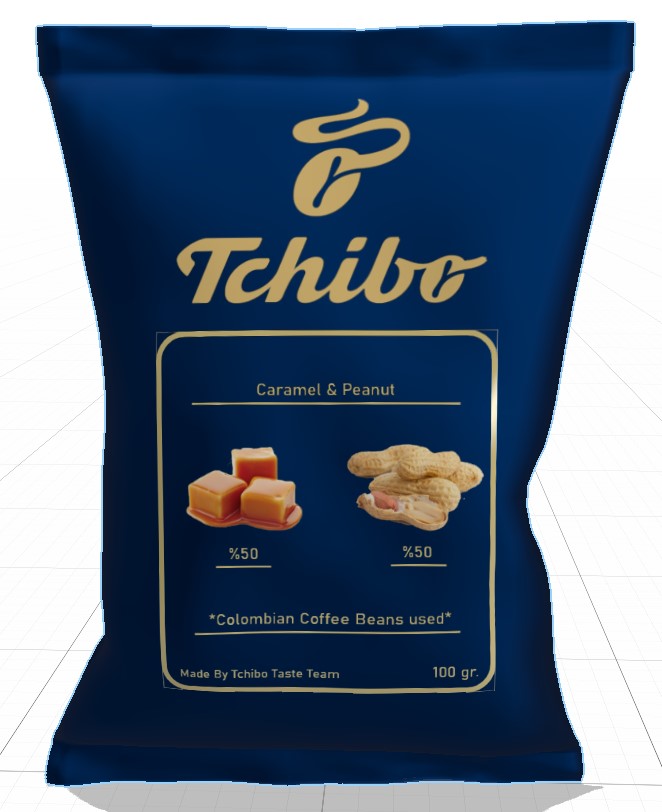 Tchibo
Caramel & Peanut
%50 %50
*Colombian Coffee Beans used*
Made By Tchibo Taste Team 100 gr.